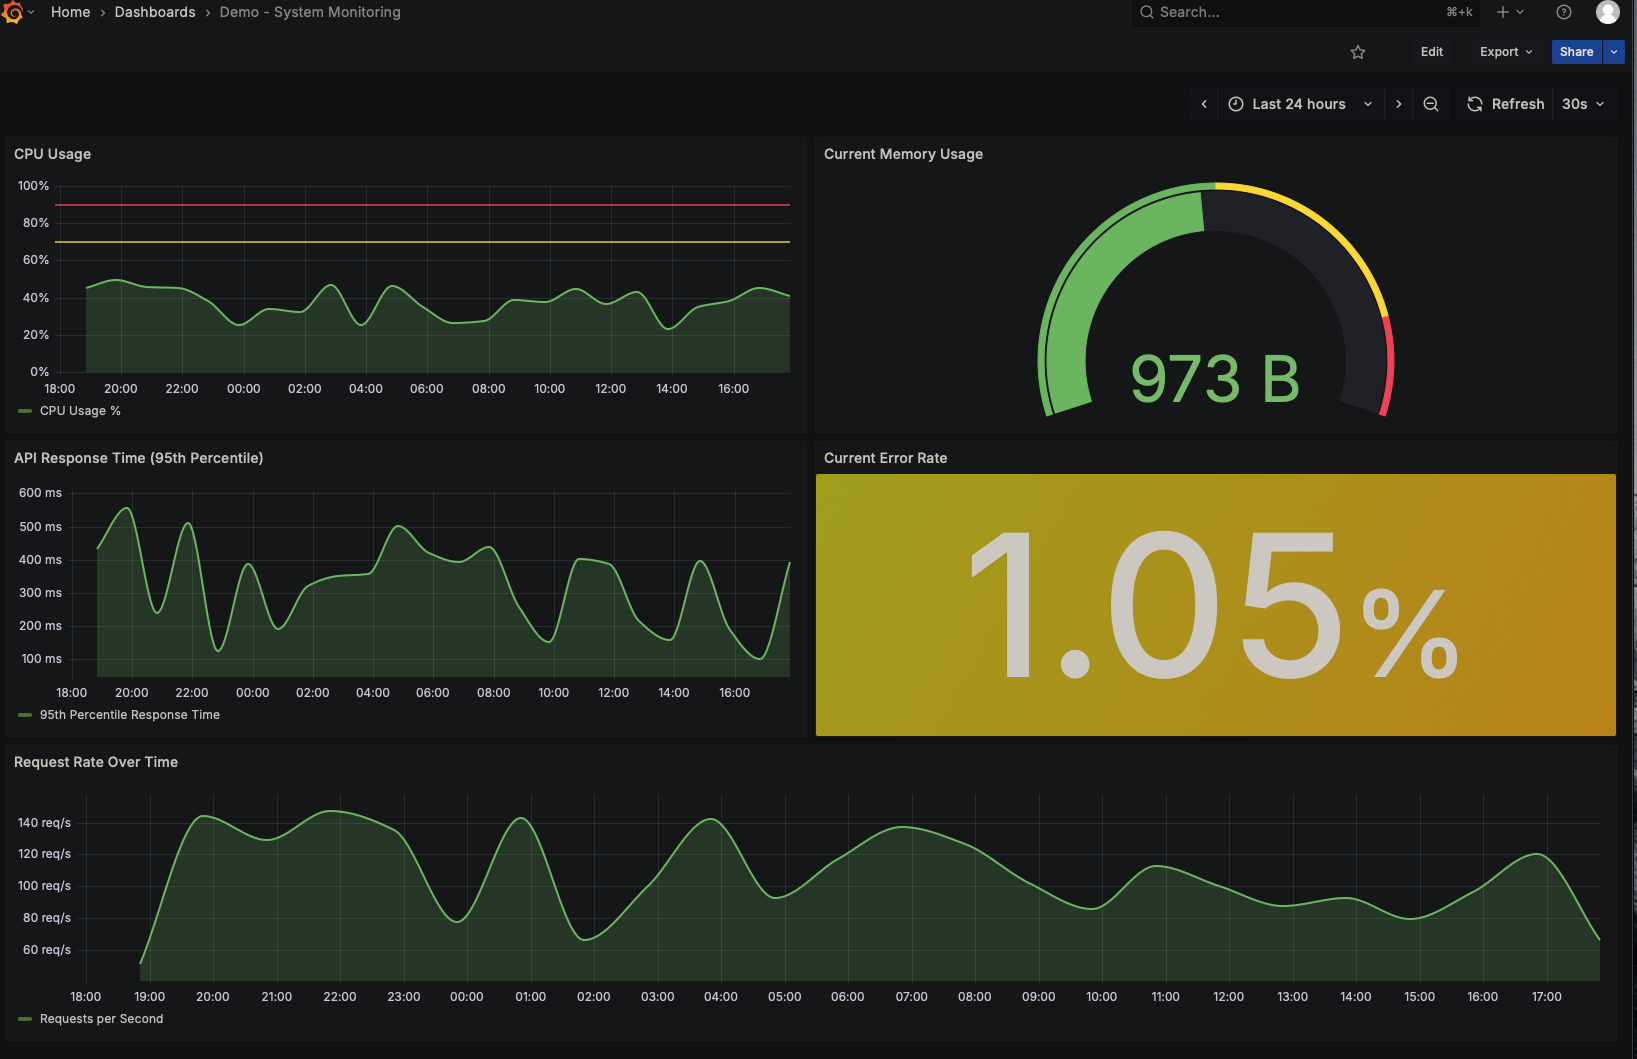 Home › Dashboards › Demo - System Monitoring
Search... ⌘+k
Edit Export Share
Last 24 hours Refresh 30s
CPU Usage
100%
80%
60%
40%
20%
0%
18:00 20:00 22:00 00:00 02:00 04:00 06:00 08:00 10:00 12:00 14:00 16:00
CPU Usage %
Current Memory Usage
973 B
API Response Time (95th Percentile)
600 ms
500 ms
400 ms
300 ms
200 ms
100 ms
18:00 20:00 22:00 00:00 02:00 04:00 06:00 08:00 10:00 12:00 14:00 16:00
95th Percentile Response Time
Current Error Rate
1.05%
Request Rate Over Time
140 req/s
120 req/s
100 req/s
80 req/s
60 req/s
18:00 19:00 20:00 21:00 22:00 23:00 00:00 01:00 02:00 03:00 04:00 05:00 06:00 07:00 08:00 09:00 10:00 11:00 12:00 13:00 14:00 15:00 16:00 17:00
Requests per Second